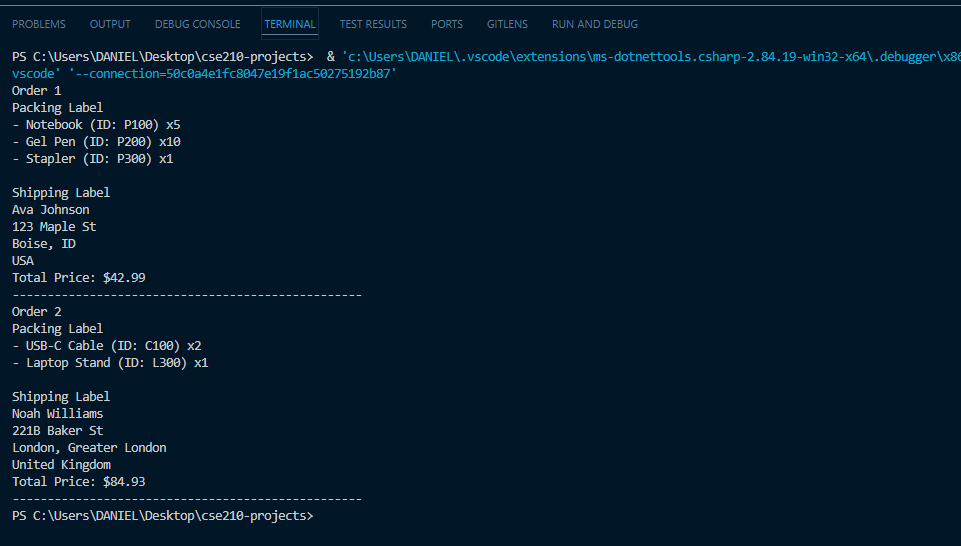 PROBLEMS OUTPUT DEBUG CONSOLE TERMINAL TEST RESULTS PORTS GITLENS RUN AND DEBUG
PS C:\Users\DANIEL\Desktop\cse210-projects>  & 'c:\Users\DANIEL\.vscode\extensions\ms-dotnettools.csharp-2.84.19-win32-x64\.debugger\x86
vscode' '--connection=50c0a4e1fc8047e19f1ac50275192b87'
Order 1
Packing Label
- Notebook (ID: P100) x5
- Gel Pen (ID: P200) x10
- Stapler (ID: P300) x1

Shipping Label
Ava Johnson
123 Maple St
Boise, ID
USA
Total Price: $42.99
--------------------------------------------------
Order 2
Packing Label
- USB-C Cable (ID: C100) x2
- Laptop Stand (ID: L300) x1

Shipping Label
Noah Williams
221B Baker St
London, Greater London
United Kingdom
Total Price: $84.93
--------------------------------------------------
PS C:\Users\DANIEL\Desktop\cse210-projects>